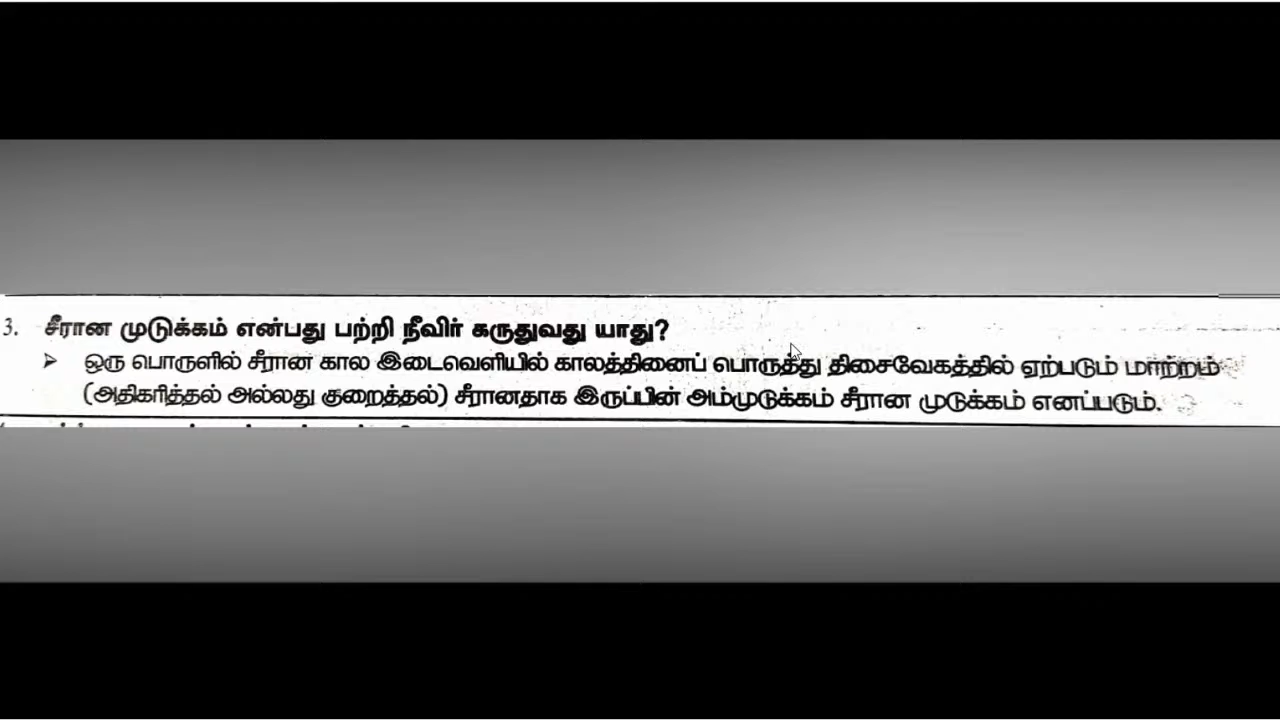 3. சீரான முடுக்கம் என்பது பற்றி நீவிர் கருதுவது யாது?
➤ ஒரு பொருளில் சீரான கால இடைவெளியில் காலத்தினைப் பொருத்து திசைவேகத்தில் ஏற்படும் மாற்றம்
(அதிகரித்தல் அல்லது குறைத்தல்) சீரானதாக இருப்பின் அம்முடுக்கம் சீரான முடுக்கம் எனப்படும்.